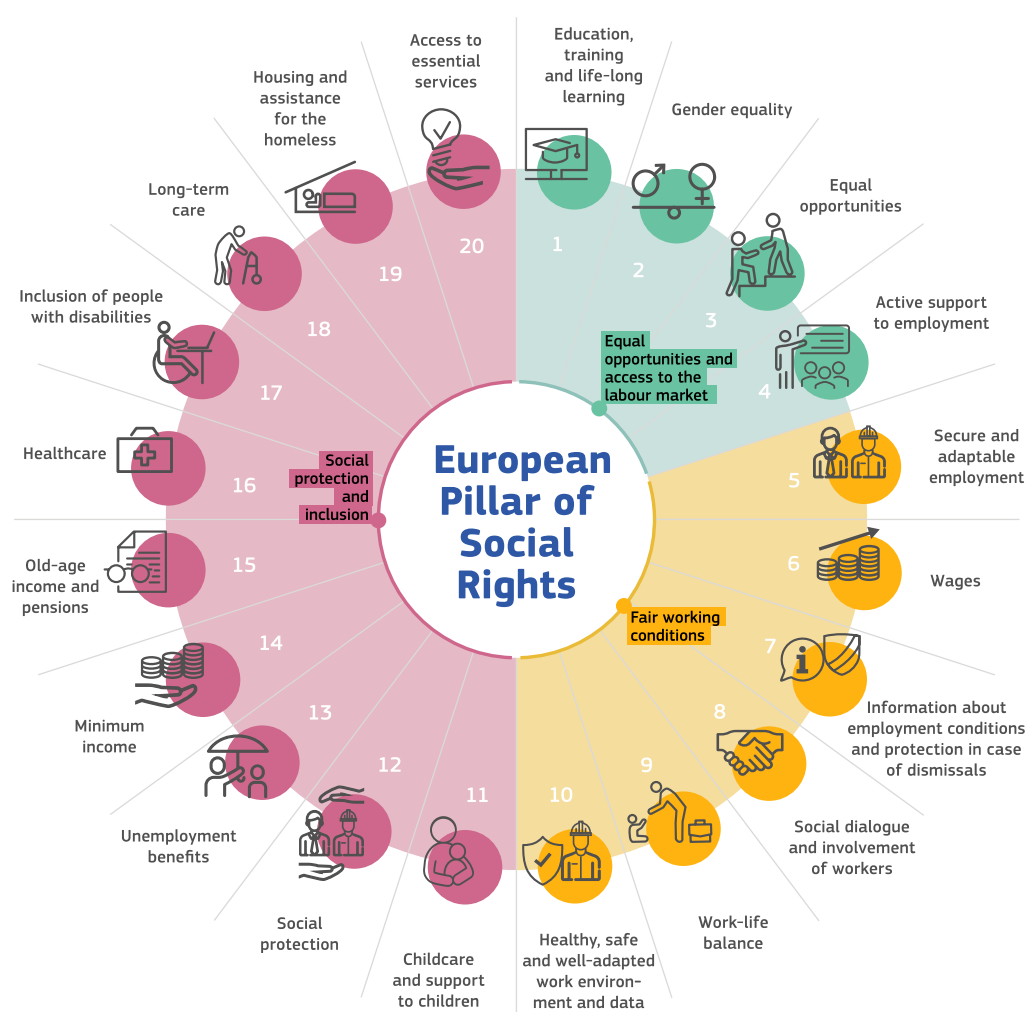 European
Pillar of
Social
Rights
Equal
opportunities and
access to the
labour market
Education,
training
and life-long
learning
1
Gender equality
2
Equal
opportunities
3
Active support
to employment
4
Fair working
conditions
Secure and
adaptable
employment
5
Wages
6
Information about
employment conditions
and protection in case
of dismissals
7
i
Social dialogue
and involvement
of workers
8
Work-life
balance
9
Healthy, safe
and well-adapted
work environ-
ment and data
10
Social
protection
and
inclusion
Childcare
and support
to children
11
Social
protection
12
Unemployment
benefits
13
Minimum
income
14
Old-age
income and
pensions
15
Healthcare
16
Inclusion of people
with disabilities
17
Long-term
care
18
Housing and
assistance
for the
homeless
19
Access to
essential
services
20